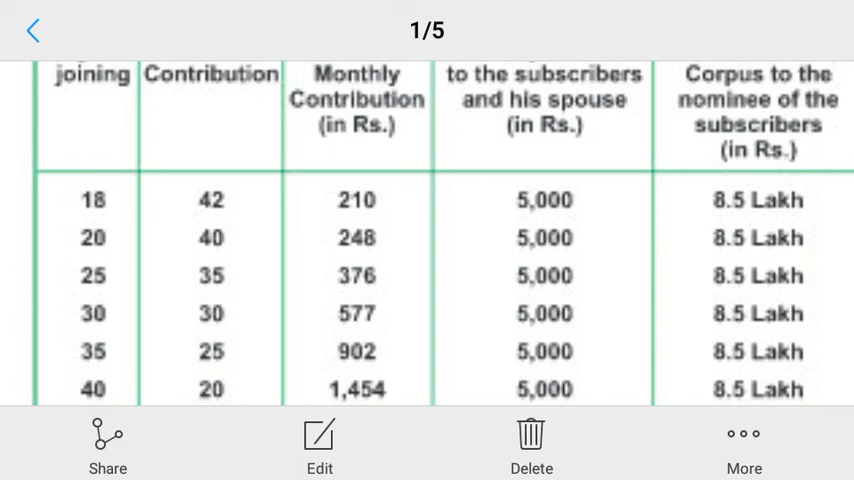 1/5
joining Contribution Monthly Contribution (in Rs.) to the subscribers and his spouse (in Rs.) Corpus to the nominee of the subscribers (in Rs.)
18 42 210 5,000 8.5 Lakh
20 40 248 5,000 8.5 Lakh
25 35 376 5,000 8.5 Lakh
30 30 577 5,000 8.5 Lakh
35 25 902 5,000 8.5 Lakh
40 20 1,454 5,000 8.5 Lakh
Share Edit Delete More